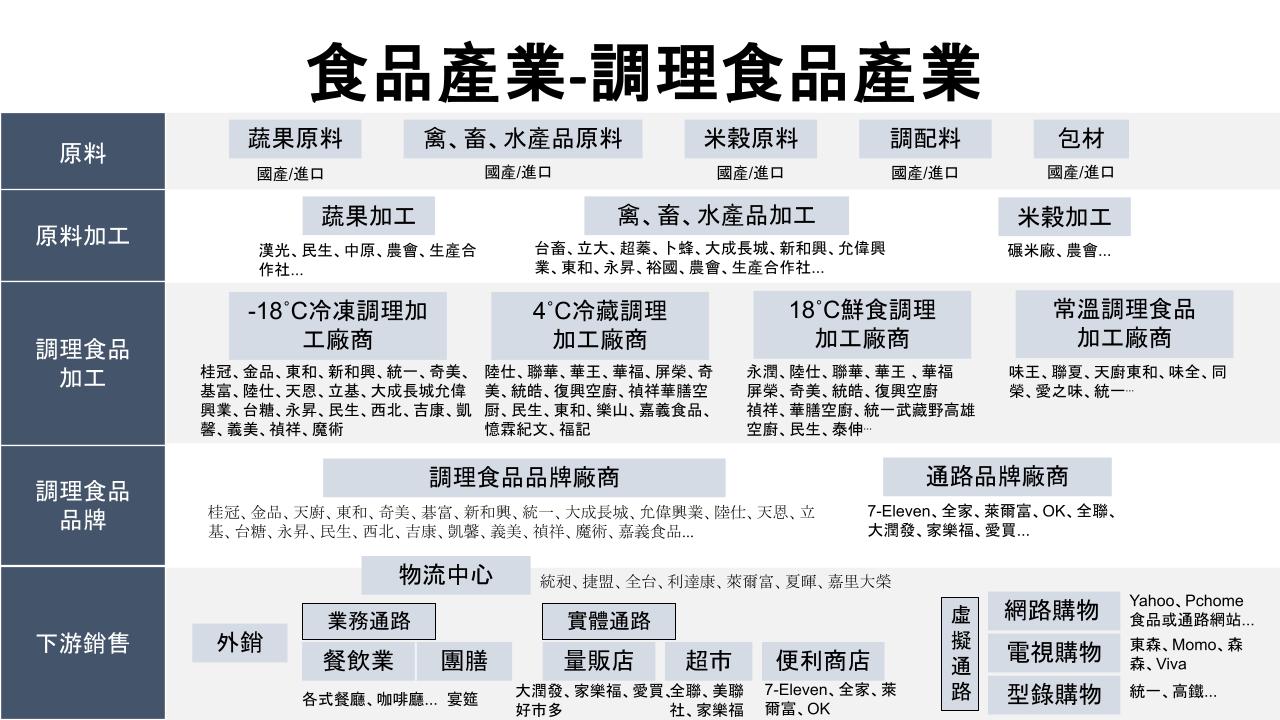 食品產業-調理食品產業
原料
蔬果原料
國產/進口
禽、畜、水產品原料
國產/進口
米穀原料
國產/進口
調配料
國產/進口
包材
國產/進口
原料加工
蔬果加工
漢光、民生、中原、農會、生產合
作社...
禽、畜、水產品加工
台畜、立大、超蘂、卜蜂、大成長城、新和興、允偉興
業、東和、永昇、裕國、農會、生產合作社...
米穀加工
碾米廠、農會...
調理食品
加工
-18°C冷凍調理加
工廠商
桂冠、金品、東和、新和興、統一、奇美、
基富、陸仕、天恩、立基、大成長城允偉
興業、台糖、永昇、民生、西北、吉康、凱
馨、義美、禎祥、魔術
4°C冷藏調理
加工廠商
陸仕、聯華、華王、華福、屏榮、奇
美、統皓、復興空廚、禎祥華膳空
厨、民生、東和、樂山、嘉義食品、
憶霖紀文、福記
18°C鮮食調理
加工廠商
永潤、陸仕、聯華、華王 、華福
屏榮、奇美、統皓、復興空廚
禎祥、華膳空廚、統一武藏野高雄
空廚、民生、泰伸…
常溫調理食品
加工廠商
味王、聯夏、天廚東和、味全、同
榮、愛之味、統一…
調理食品
品牌
調理食品品牌廠商
桂冠、金品、天廚、東和、奇美、碁富、新和興、統一、大成長城、允偉興業、陸仕、天恩、立
基、台糖、永昇、民生、西北、吉康、凱馨、義美、禎祥、魔術、嘉義食品...
通路品牌廠商
7-Eleven、全家、萊爾富、OK、全聯、
大潤發、家樂福、愛買...
下游銷售
物流中心
統昶、捷盟、全台、利達康、萊爾富、夏暉、嘉里大榮
外銷
業務通路
餐飲業
團膳
各式餐廳、咖啡廳...
宴筵
實體通路
量販店
大潤發、家樂福、愛買、
好市多
超市
全聯、美聯
社、家樂福
便利商店
7-Eleven、全家、萊
爾富、OK
虛擬通路
網路購物
Yahoo、Pchome
食品或通路網站...
電視購物
東森、Momo、森
森、Viva
型錄購物
統一、高鐵...